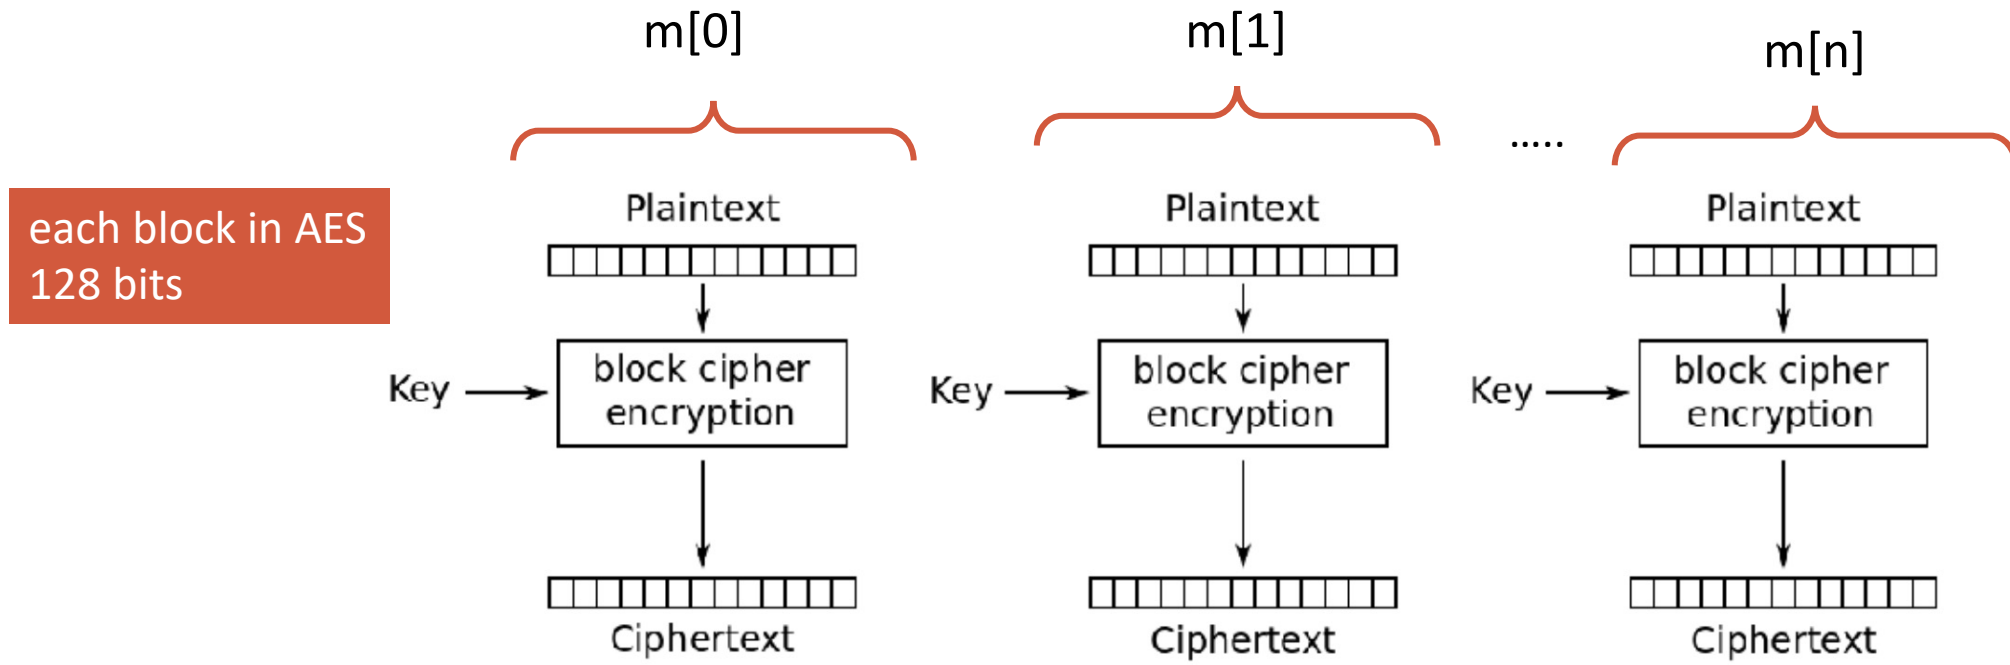 m[0]
m[1]
m[n]
.....
each block in AES
128 bits
Plaintext
Plaintext
Plaintext
Key
block cipher
encryption
Key
block cipher
encryption
Key
block cipher
encryption
Ciphertext
Ciphertext
Ciphertext